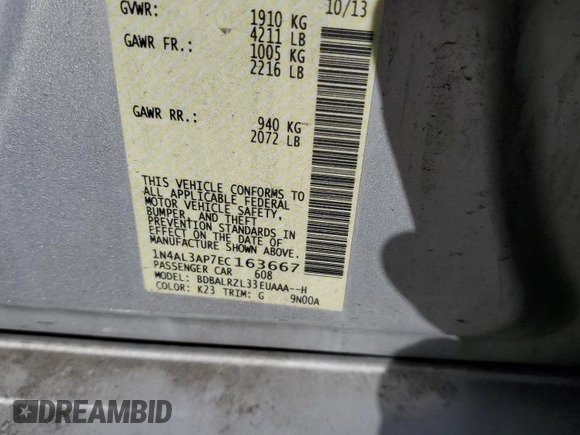 10/13
GVWR: 1910 KG
4211 LB
GAWR FR.: 1005 KG
2216 LB
GAWR RR.: 940 KG
2072 LB
THIS VEHICLE CONFORMS TO
ALL APPLICABLE FEDERAL
MOTOR VEHICLE SAFETY,
BUMPER, AND THEFT
PREVENTION STANDARDS IN
EFFECT ON THE DATE OF
MANUFACTURE SHOWN ABOVE.
1N4AL3AP7EC163667
PASSENGER CAR 608
MODEL: BDBALRZL33EUAAA--H
COLOR: K23 TRIM: G 9N00A
DREAMBID